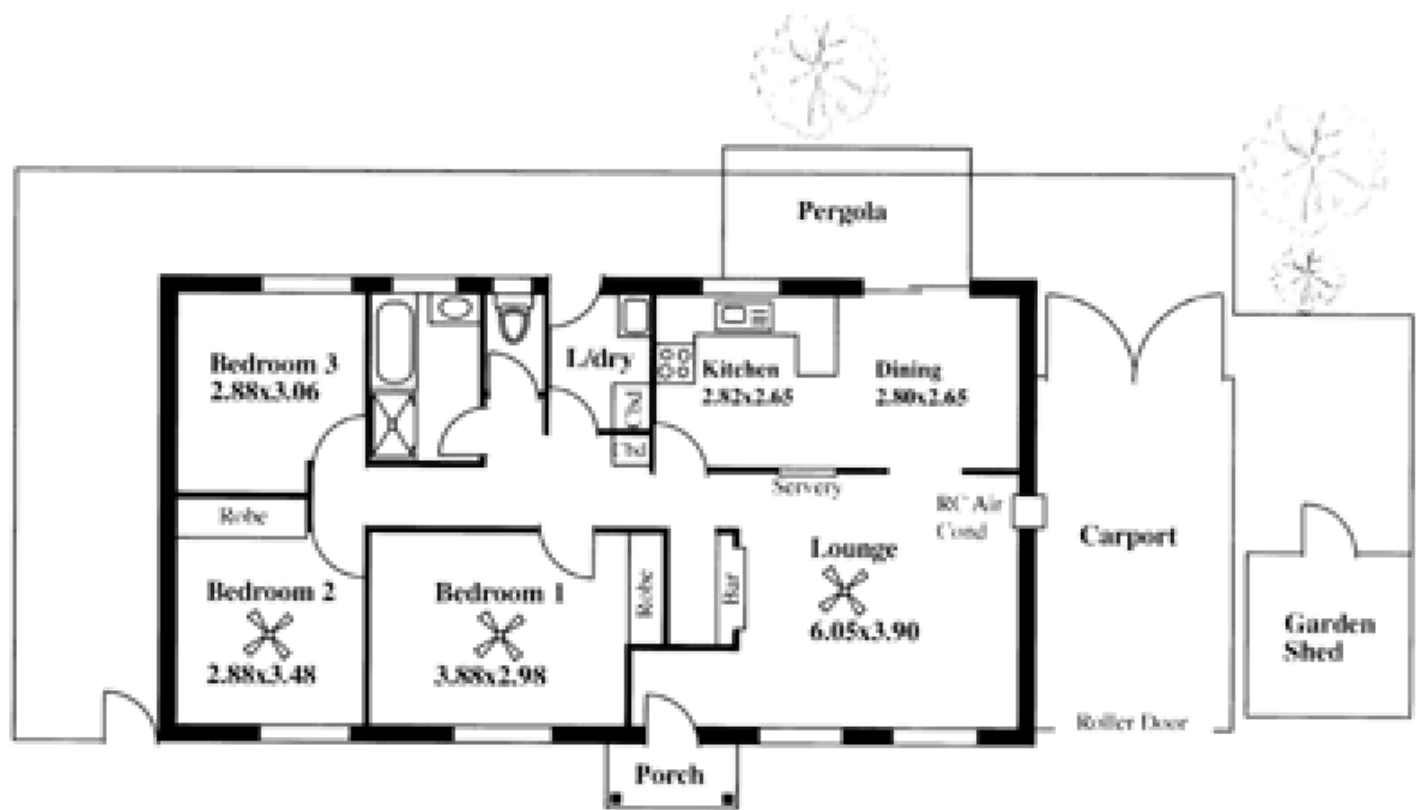 Pergola
Bedroom 3
2.88x3.06
L/dry
Kitchen
2.82x2.65
Dining
2.80x2.65
Cbd
Cbd
Robe
Servery
RC Air
Cond
Carport
Bedroom 2
2.88x3.48
Bedroom 1
3.88x2.98
Robe
Bar
Lounge
6.05x3.90
Garden
Shed
Roller Door
Porch